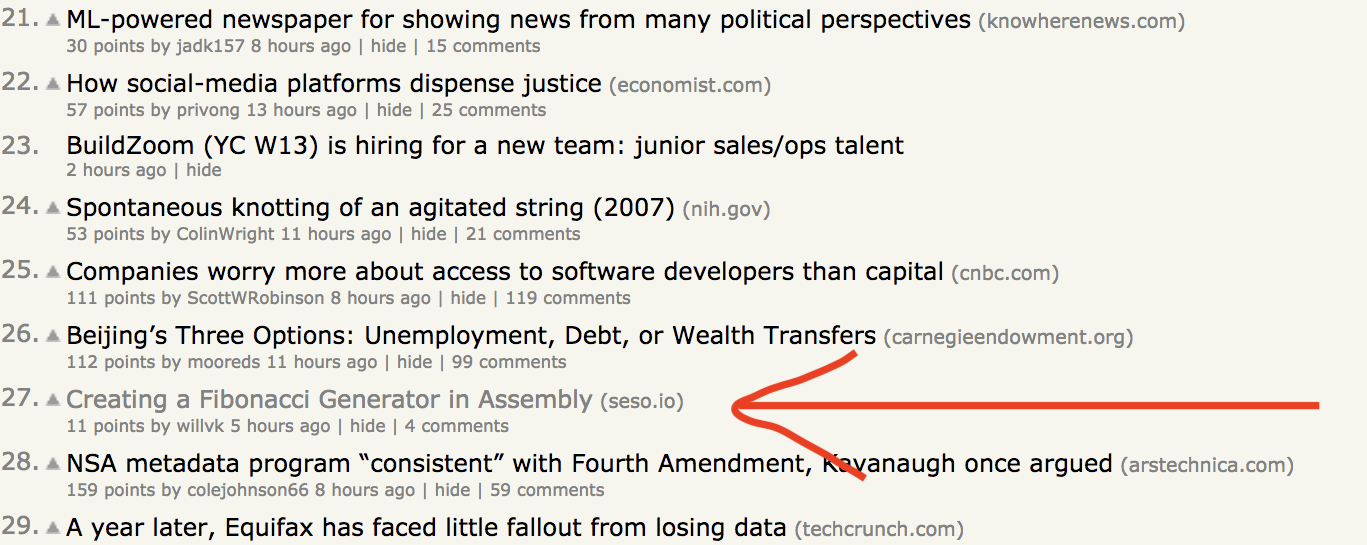 21. ML-powered newspaper for showing news from many political perspectives (knowherenews.com)
30 points by jadk157 8 hours ago | hide | 15 comments
22. How social-media platforms dispense justice (economist.com)
57 points by privong 13 hours ago | hide | 25 comments
23. BuildZoom (YC W13) is hiring for a new team: junior sales/ops talent
2 hours ago | hide
24. Spontaneous knotting of an agitated string (2007) (nih.gov)
53 points by ColinWright 11 hours ago | hide | 21 comments
25. Companies worry more about access to software developers than capital (cnbc.com)
111 points by ScottWRobinson 8 hours ago | hide | 119 comments
26. Beijing’s Three Options: Unemployment, Debt, or Wealth Transfers (carnegieendowment.org)
112 points by mooreds 11 hours ago | hide | 99 comments
27. Creating a Fibonacci Generator in Assembly (seso.io)
11 points by willvk 5 hours ago | hide | 4 comments
28. NSA metadata program “consistent” with Fourth Amendment, Kavanaugh once argued (arstechnica.com)
159 points by colejohnson66 8 hours ago | hide | 59 comments
29. A year later, Equifax has faced little fallout from losing data (techcrunch.com)